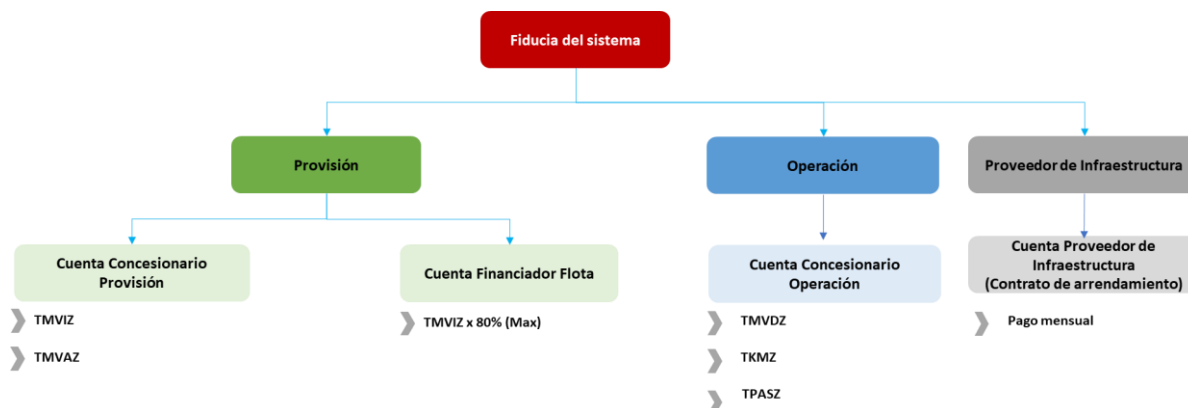 Fiducia del sistema
Provisión
Operación
Proveedor de Infraestructura
Cuenta Concesionario
Provisión
Cuenta Financiador Flota
Cuenta Concesionario
Operación
Cuenta Proveedor de
Infraestructura
(Contrato de arrendamiento)
TMVIZ
TMVAZ
TMVIZ x 80% (Max)
TMVDZ
TKMZ
TPASZ
Pago mensual